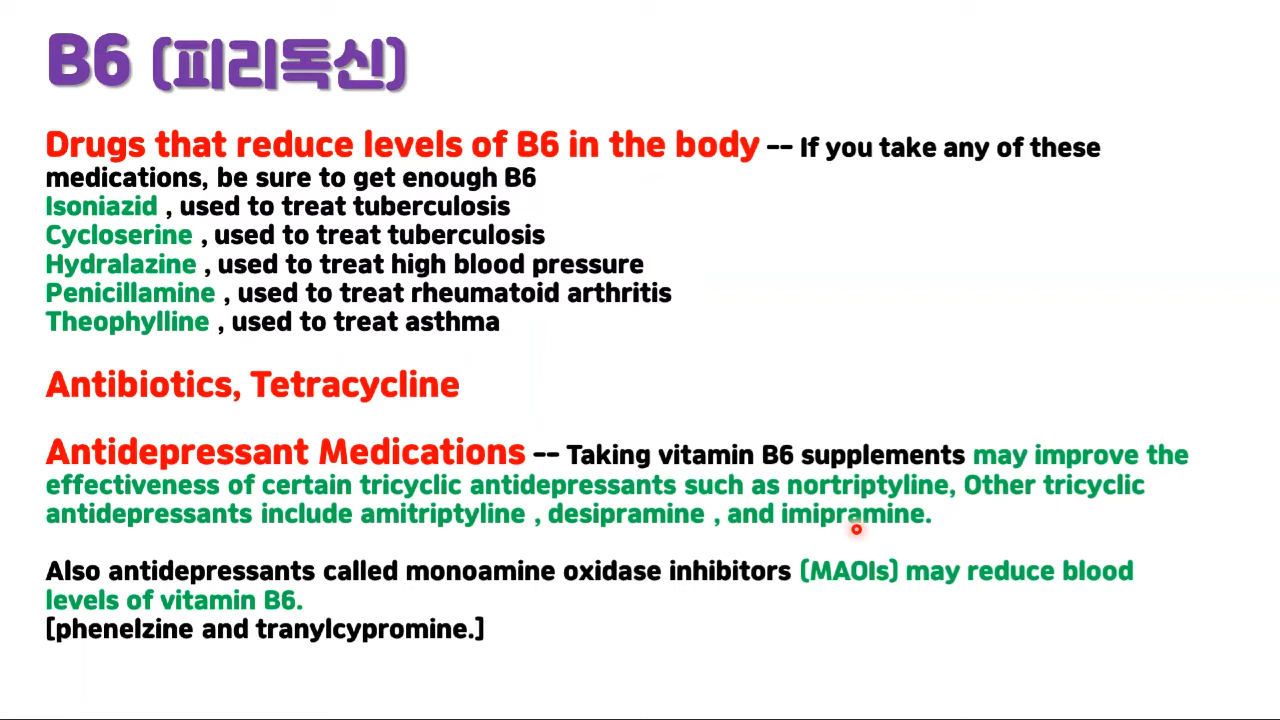 B6 (피리독신)
Drugs that reduce levels of B6 in the body -- If you take any of these
medications, be sure to get enough B6
Isoniazid , used to treat tuberculosis
Cycloserine , used to treat tuberculosis
Hydralazine , used to treat high blood pressure
Penicillamine , used to treat rheumatoid arthritis
Theophylline , used to treat asthma
Antibiotics, Tetracycline
Antidepressant Medications -- Taking vitamin B6 supplements may improve the
effectiveness of certain tricyclic antidepressants such as nortriptyline, Other tricyclic
antidepressants include amitriptyline , desipramine , and imipramine.
Also antidepressants called monoamine oxidase inhibitors (MAOIs) may reduce blood
levels of vitamin B6.
[phenelzine and tranylcypromine.]